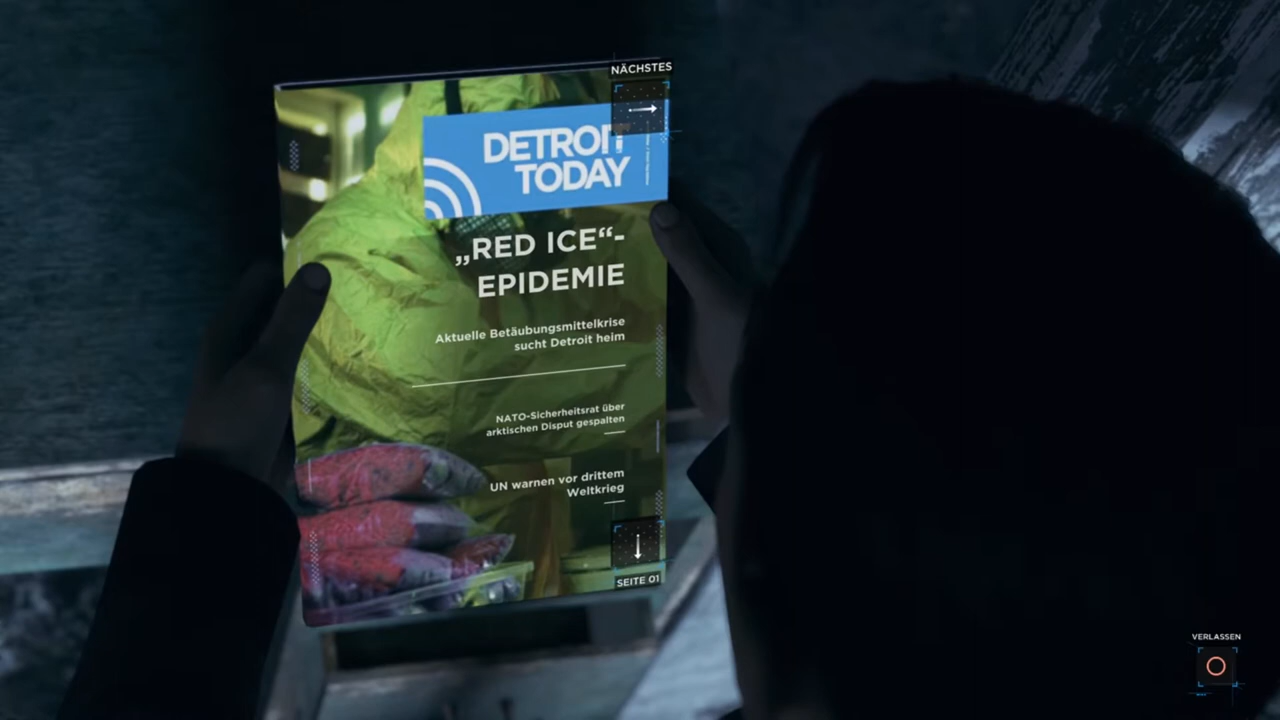 NÄCHSTES
DETROIT
TODAY
„RED ICE“-
EPIDEMIE
Aktuelle Betäubungsmittelkrise
sucht Detroit heim
NATO-Sicherheitsrat über
arktischen Disput gespalten
UN warnen vor drittem
Weltkrieg
SEITE 01
VERLASSEN